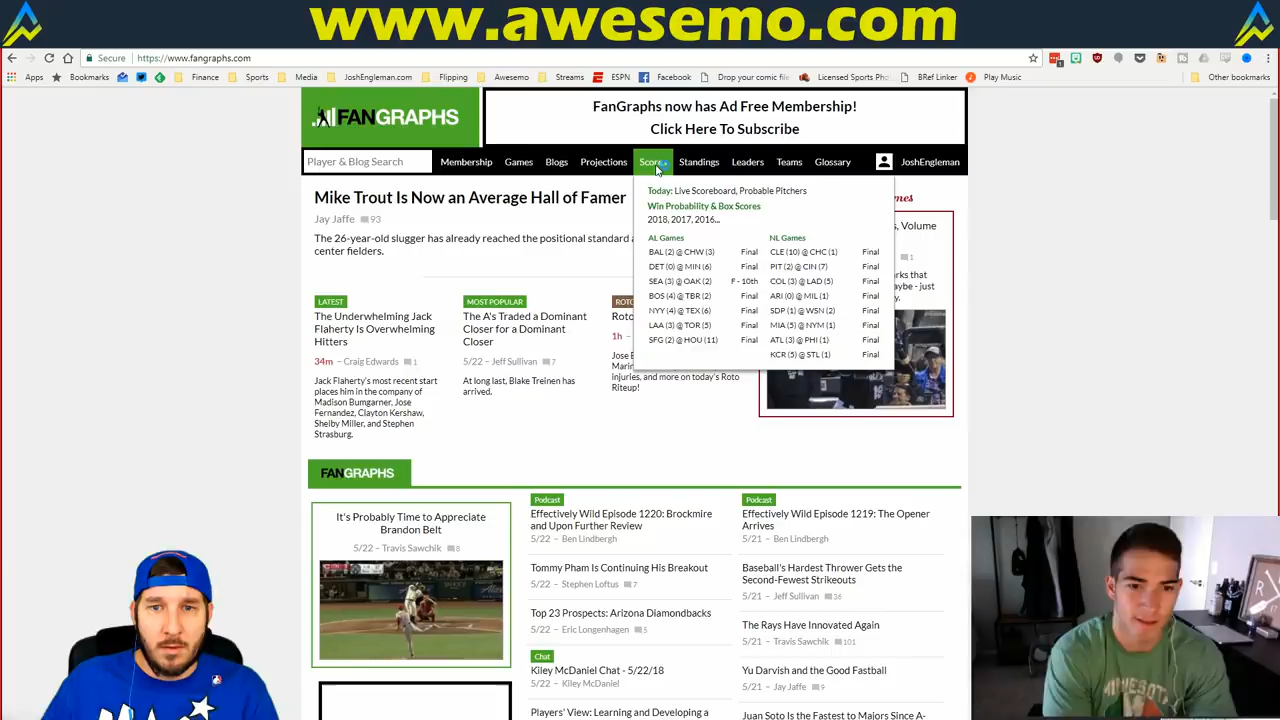 www.awesemo.com
Secure https://www.fangraphs.com
Apps Bookmarks Finance Sports Media JoshEngleman.com Flipping Awesemo Streams ESPN Facebook Drop your comic file Licensed Sports Pho BRef Linker Play Music Other bookmarks
FANGRAPHS
FanGraphs now has Ad Free Membership!
Click Here To Subscribe
Player & Blog Search Membership Games Blogs Projections Standings Leaders Teams Glossary JoshEngleman
Mike Trout Is Now an Average Hall of Famer
Jay Jaffe 93
The 26-year-old slugger has already reached the positional standard a
center fielders.
Today: Live Scoreboard, Probable Pitchers
Win Probability & Box Scores
2018, 2017, 2016...
AL Games NL Games
BAL (2) @ CHW (3) Final CLE (10) @ CHC (1) Final
DET (0) @ MIN (6) Final PIT (2) @ CIN (7) Final
SEA (3) @ OAK (2) F - 10th COL (3) @ LAD (5) Final
BOS (4) @ TBR (2) Final ARI (0) @ MIL (1) Final
NYY (4) @ TEX (6) Final SDP (1) @ WSN (2) Final
LAA (3) @ TOR (5) Final MIA (5) @ NYM (1) Final
SFG (2) @ HOU (11) Final ATL (3) @ PHI (1) Final
KCR (5) @ STL (1) Final
s, Volume
1
rks that
aybe - just
LATEST
The Underwhelming Jack
Flaherty Is Overwhelming
Hitters
34m – Craig Edwards 1
Jack Flaherty's most recent start
places him in the company of
Madison Bumgarner, Jose
Fernandez, Clayton Kershaw,
Shelby Miller, and Stephen
Strasburg.
MOST POPULAR
The A's Traded a Dominant
Closer for a Dominant
Closer
5/22 – Jeff Sullivan 7
At long last, Blake Treinen has
arrived.
ROTO
Roto
1h –
Jose B
Marin
injuries, and more on today's Roto
Riteup!
FANGRAPHS
It's Probably Time to Appreciate
Brandon Belt
5/22 – Travis Sawchik 8
Podcast
Effectively Wild Episode 1220: Brockmire
and Upon Further Review
5/22 – Ben Lindbergh
Tommy Pham Is Continuing His Breakout
5/22 – Stephen Loftus 7
Top 23 Prospects: Arizona Diamondbacks
5/22 – Eric Longenhagen 5
Chat
Kiley McDaniel Chat - 5/22/18
5/22 – Kiley McDaniel
Players' View: Learning and Developing a
Podcast
Effectively Wild Episode 1219: The Opener
Arrives
5/21 – Ben Lindbergh
Baseball's Hardest Thrower Gets the
Second-Fewest Strikeouts
5/21 – Jeff Sullivan 36
The Rays Have Innovated Again
5/21 – Travis Sawchik 101
Yu Darvish and the Good Fastball
5/21 – Jay Jaffe 9
Juan Soto Is the Fastest to Majors Since A-
MINNESOTA